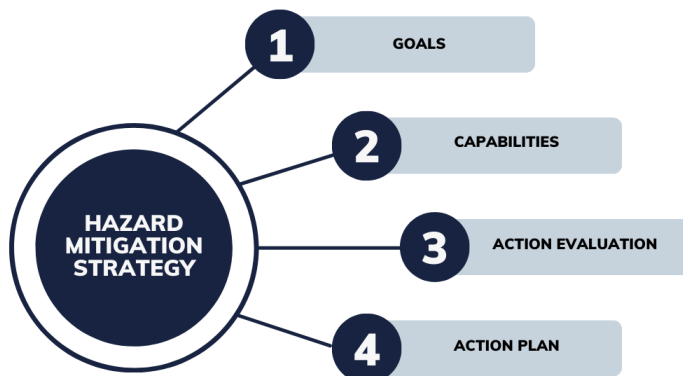 1
GOALS
2
CAPABILITIES
HAZARD
MITIGATION
STRATEGY
3
ACTION EVALUATION
4
ACTION PLAN